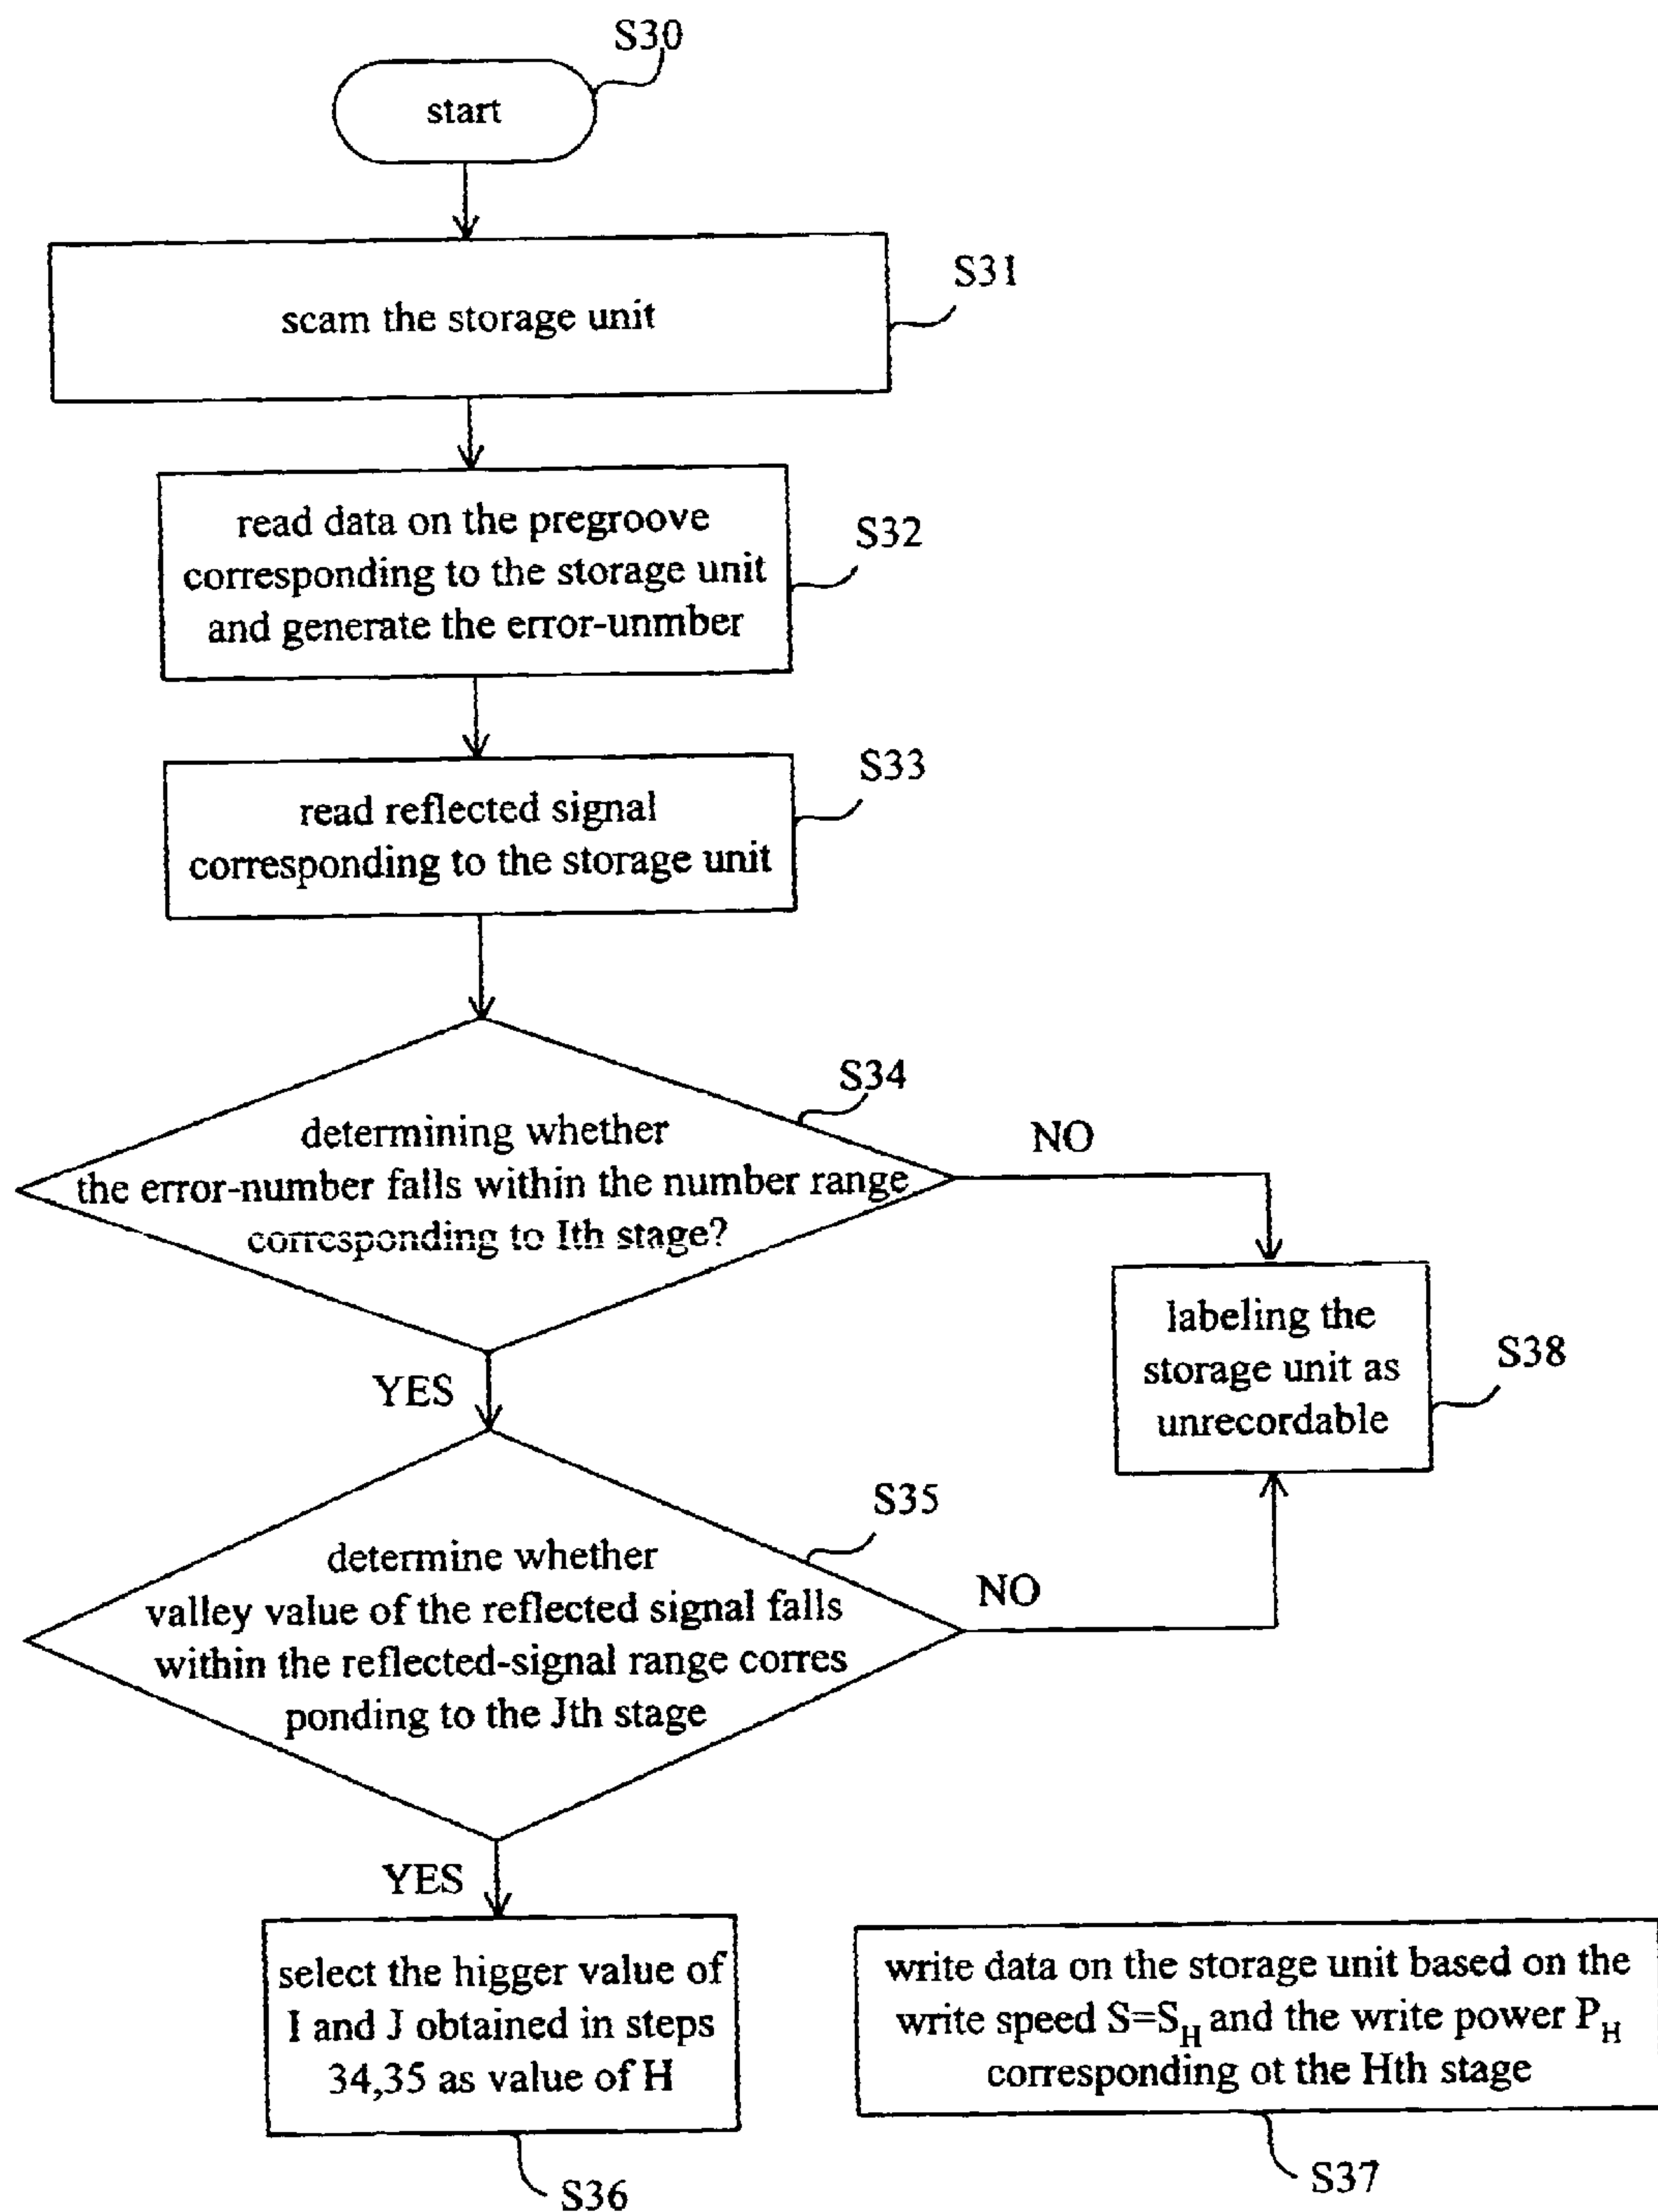 S30
start
S31
scam the storage unit
S32
read data on the pregroove
corresponding to the storage unit
and generate the error-unmber
S33
read reflected signal
corresponding to the storage unit
S34
determining whether
the error-number falls within the number range
corresponding to Ith stage?
NO
YES
labeling the
storage unit as
unrecordable
S38
S35
determine whether
valley value of the reflected signal falls
within the reflected-signal range corres
ponding to the Jth stage
NO
YES
select the higger value of
I and J obtained in steps
34,35 as value of H
S36
write data on the storage unit based on the
write speed S=S_H and the write power P_H
corresponding ot the Hth stage
S37